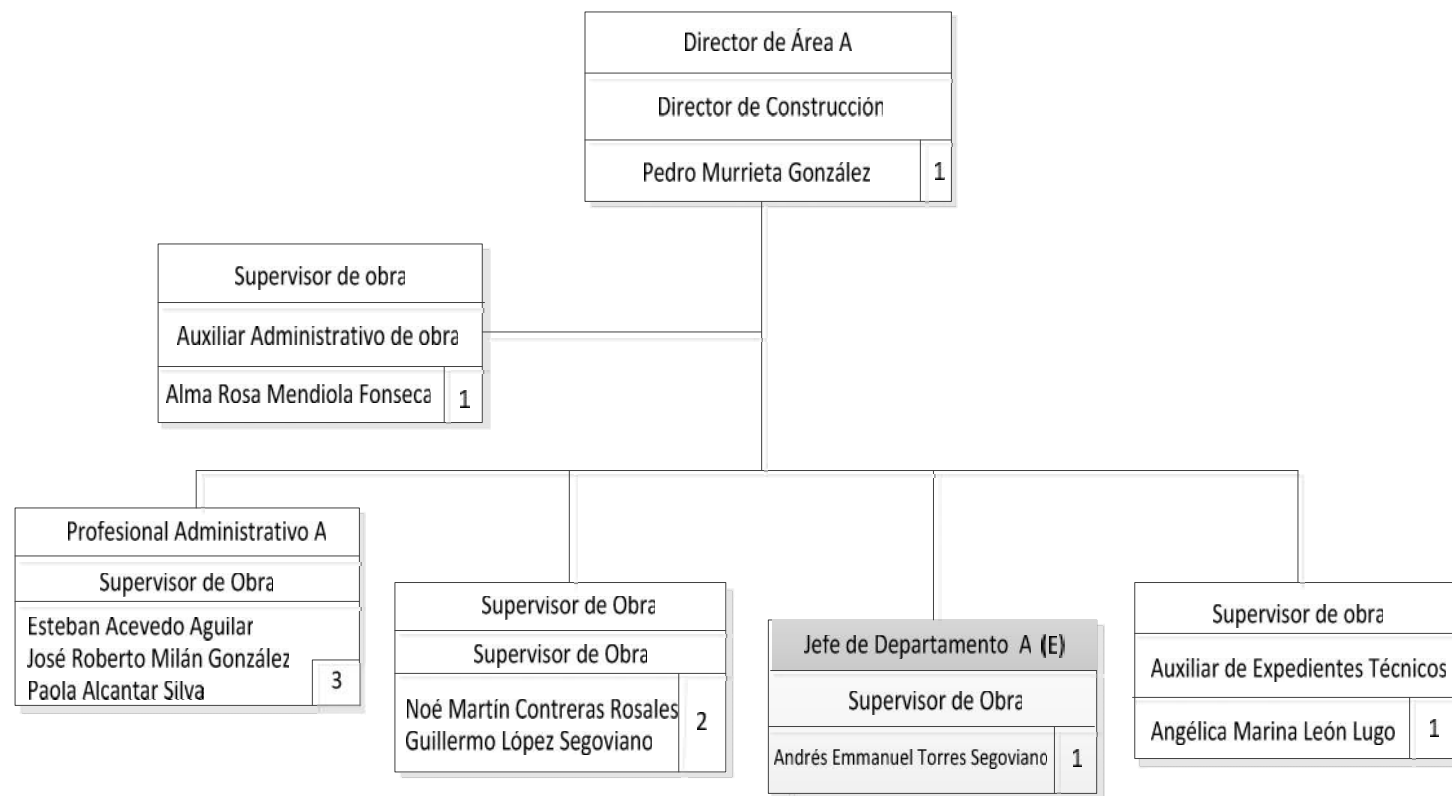 Director de Área A
Director de Construcción
Pedro Murrieta González 1
Supervisor de obra
Auxiliar Administrativo de obra
Alma Rosa Mendiola Fonseca 1
Profesional Administrativo A
Supervisor de Obra
Esteban Acevedo Aguilar
José Roberto Milán González
Paola Alcantar Silva 3
Supervisor de Obra
Supervisor de Obra
Noé Martín Contreras Rosales
Guillermo López Segoviano
2
Jefe de Departamento A (E)
Supervisor de Obra
Andrés Emmanuel Torres Segoviano 1
Supervisor de obra
Auxiliar de Expedientes Técnicos
Angélica Marina León Lugo 1